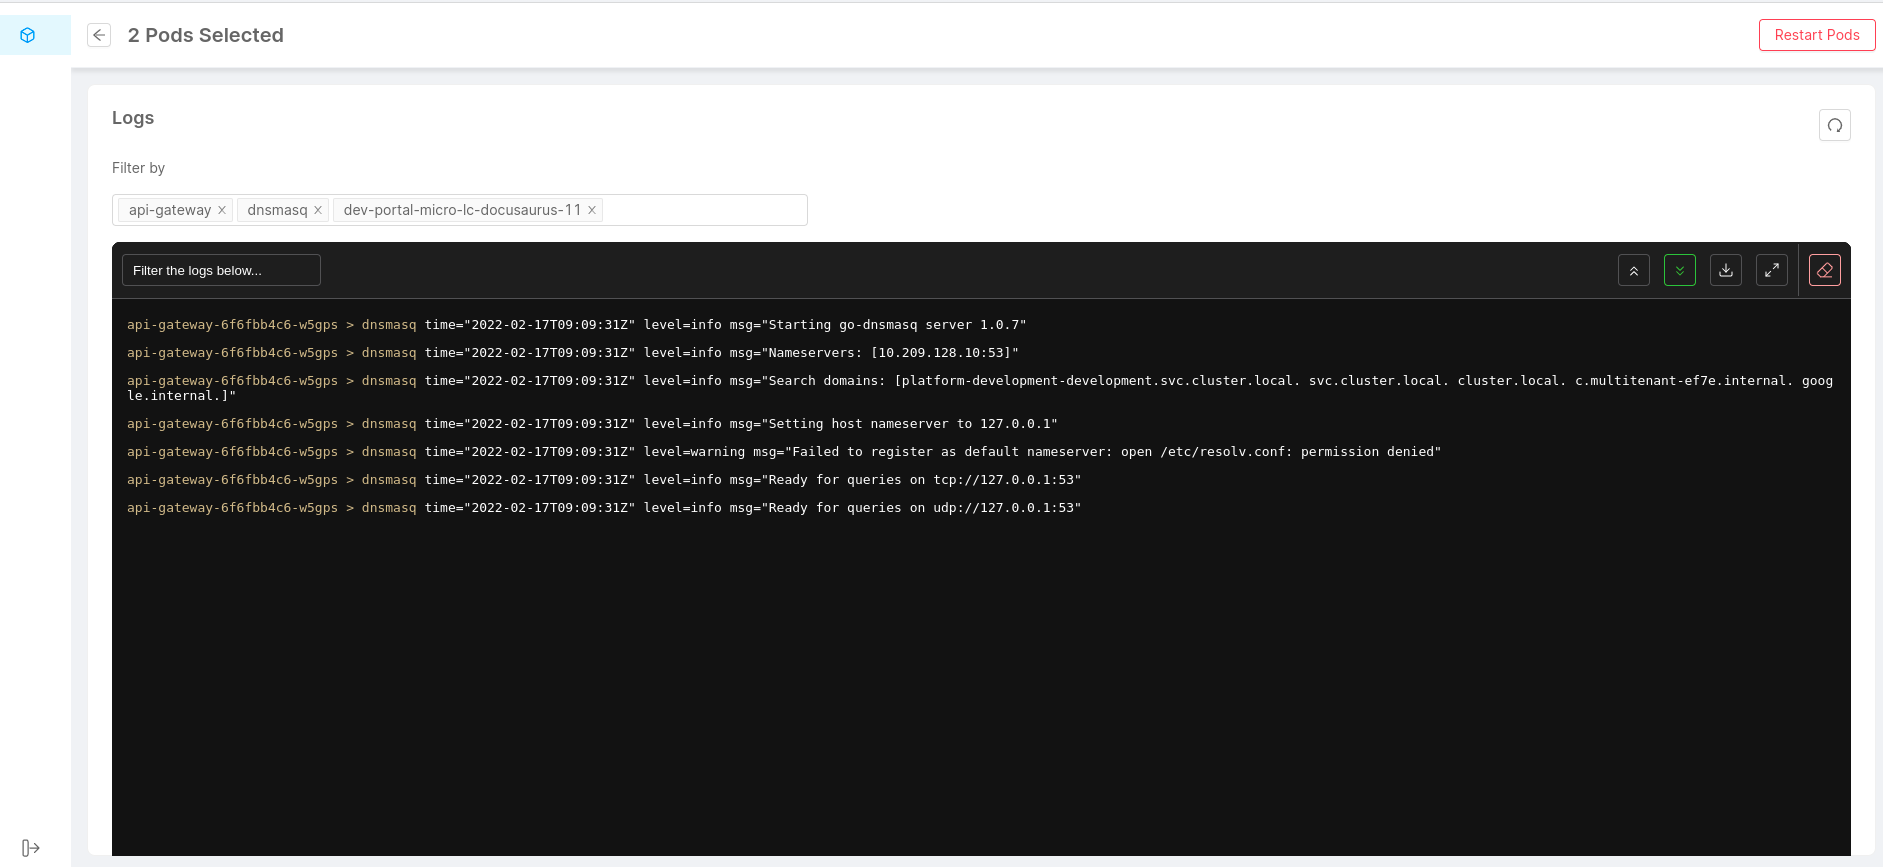 2 Pods Selected
Restart Pods
Logs
Filter by
api-gateway
dnsmasq
dev-portal-micro-lc-docusaurus-11
Filter the logs below...
api-gateway-6f6fbb4c6-w5gps > dnsmasq time="2022-02-17T09:09:31Z" level=info msg="Starting go-dnsmasq server 1.0.7"
api-gateway-6f6fbb4c6-w5gps > dnsmasq time="2022-02-17T09:09:31Z" level=info msg="Nameservers: [10.209.128.10:53]"
api-gateway-6f6fbb4c6-w5gps > dnsmasq time="2022-02-17T09:09:31Z" level=info msg="Search domains: [platform-development-development.svc.cluster.local. svc.cluster.local. cluster.local. c.multitenant-ef7e.internal. goog
le.internal.]"
api-gateway-6f6fbb4c6-w5gps > dnsmasq time="2022-02-17T09:09:31Z" level=info msg="Setting host nameserver to 127.0.0.1"
api-gateway-6f6fbb4c6-w5gps > dnsmasq time="2022-02-17T09:09:31Z" level=warning msg="Failed to register as default nameserver: open /etc/resolv.conf: permission denied"
api-gateway-6f6fbb4c6-w5gps > dnsmasq time="2022-02-17T09:09:31Z" level=info msg="Ready for queries on tcp://127.0.0.1:53"
api-gateway-6f6fbb4c6-w5gps > dnsmasq time="2022-02-17T09:09:31Z" level=info msg="Ready for queries on udp://127.0.0.1:53"